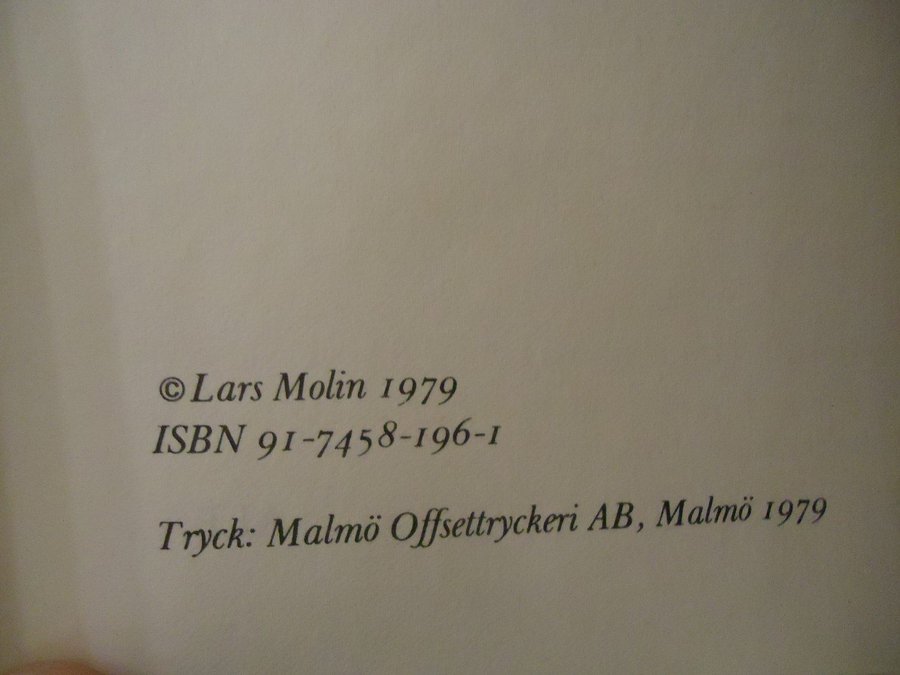 © Lars Molin 1979
ISBN 91-7458-196-1
Tryck: Malmö Offsettryckeri AB, Malmö 1979